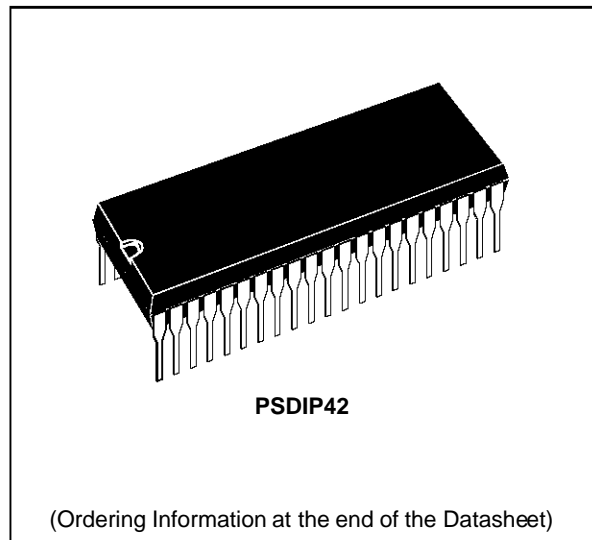 PSDIP42
(Ordering Information at the end of the Datasheet)